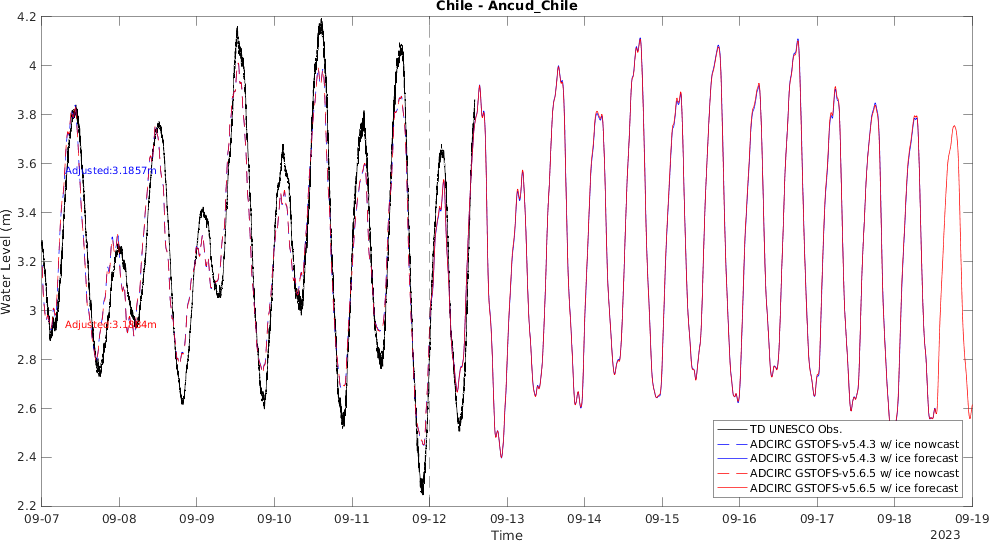 Chile - Ancud_Chile
Water Level (m)
4.2
4
3.8
3.6
3.4
3.2
3
2.8
2.6
2.4
2.2
Adjusted:3.1857m
09-07
09-08
09-09
09-10
09-11
09-12
09-13
09-14
09-15
09-16
09-17
09-18
09-19
Time
2023
TD UNESCO Obs.
ADCIRC GSTOFS-v5.4.3 w/ ice nowcast
ADCIRC GSTOFS-v5.4.3 w/ ice forecast
ADCIRC GSTOFS-v5.6.5 w/ ice nowcast
ADCIRC GSTOFS-v5.6.5 w/ ice forecast